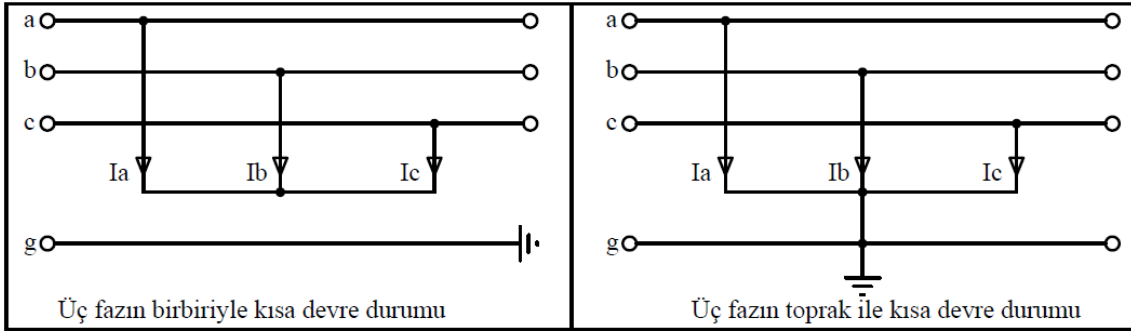 a
b
c
Ia Ib Ic
g
Üç fazın birbiriyle kısa devre durumu
a
b
c
Ia Ib Ic
g
Üç fazın toprak ile kısa devre durumu